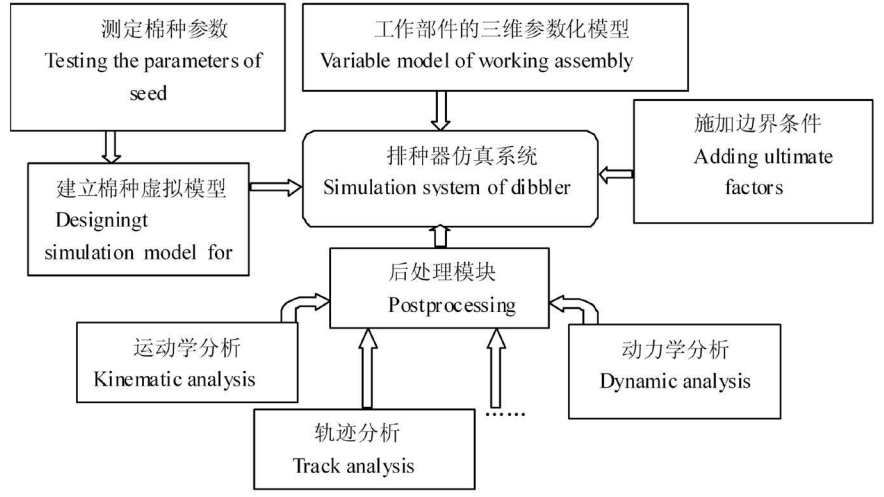 测定棉种参数
Testing the parameters of
seed
工作部件的三维参数化模型
Variable model of working assembly
施加边界条件
Adding ultimate
factors
排种器仿真系统
Simulation system of dibbler
建立棉种虚拟模型
Designingt
simulation model for
后处理模块
Postprocessing
运动学分析
Kinematic analysis
动力学分析
Dynamic analysis
轨迹分析
Track analysis
……